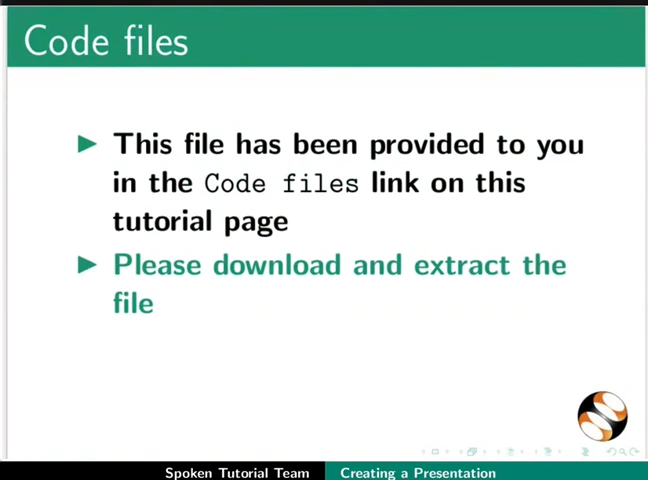 Code files
This file has been provided to you
in the Code files link on this
tutorial page
Please download and extract the
file
Spoken Tutorial Team Creating a Presentation